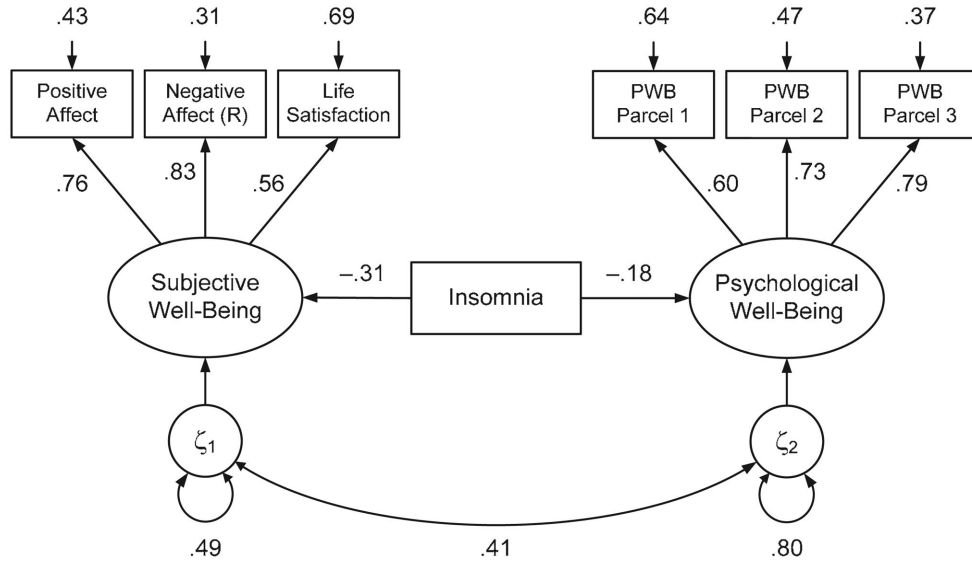 .43 .31 .69 .64 .47 .37
Positive Affect
Negative Affect (R)
Life Satisfaction
PWB Parcel 1
PWB Parcel 2
PWB Parcel 3
.76 .83 .56 .60 .73 .79
Subjective Well-Being
–.31
Insomnia
–.18
Psychological Well-Being
ζ1
ζ2
.49 .41 .80